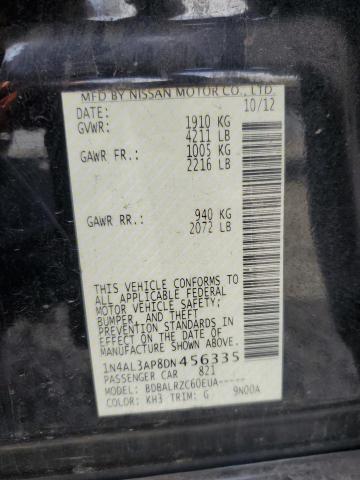 MFD BY NISSAN MOTOR CO., LTD.
DATE: 10/12
GVWR: 1910 KG
4211 LB
GAWR FR.: 1005 KG
2216 LB
GAWR RR.: 940 KG
2072 LB
THIS VEHICLE CONFORMS TO
ALL APPLICABLE FEDERAL
MOTOR VEHICLE SAFETY,
BUMPER, AND THEFT
PREVENTION STANDARDS
IN EFFECT ON THE DATE OF
MANUFACTURE SHOWN ABOVE.
1N4AL3AP8DN456335
PASSENGER CAR 821
MODEL: BDBALRZC60EUA-----
COLOR: KH3 TRIM: G 9N00A